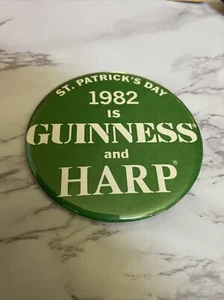 ST. PATRICK'S DAY
1982
IS
GUINNESS®
and
HARP®